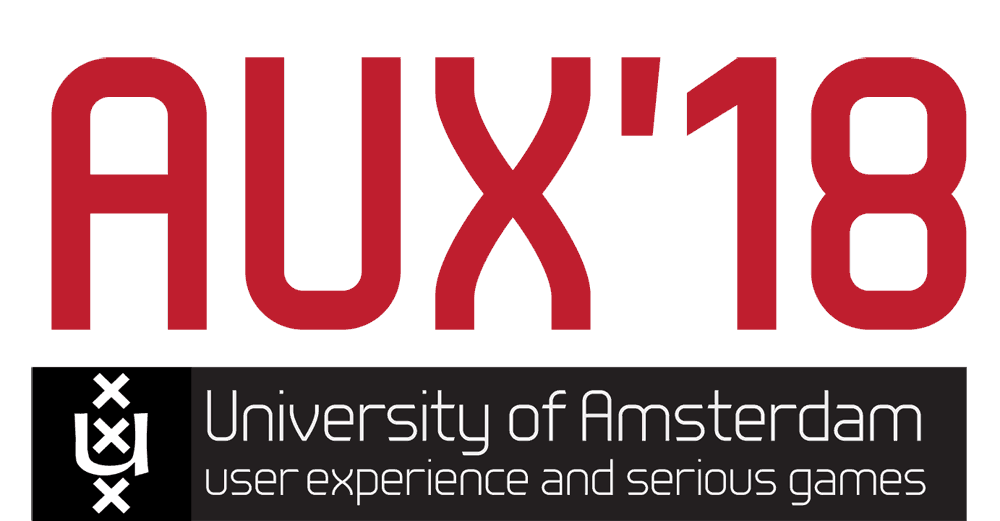 AUX'18
University of Amsterdam
user experience and serious games